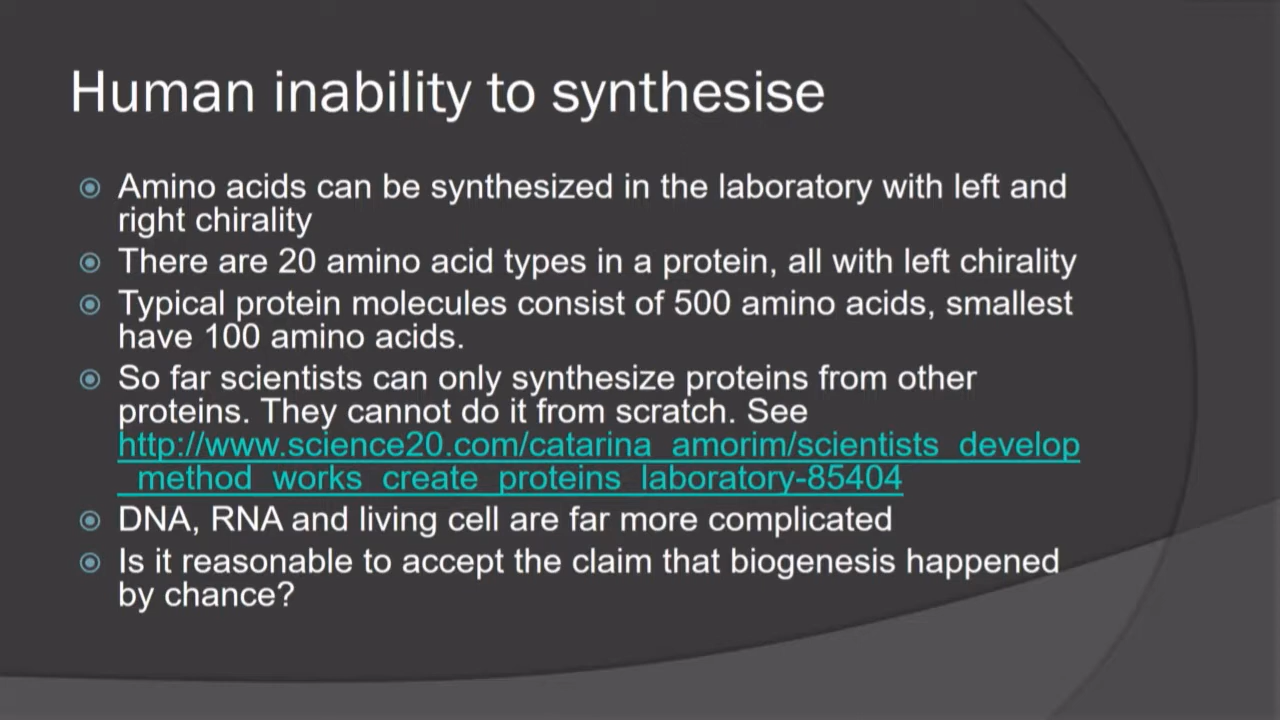 Human inability to synthesise
Amino acids can be synthesized in the laboratory with left and
right chirality
There are 20 amino acid types in a protein, all with left chirality
Typical protein molecules consist of 500 amino acids, smallest
have 100 amino acids.
So far scientists can only synthesize proteins from other
proteins. They cannot do it from scratch. See
http://www.science20.com/catarina_amorim/scientists_develop
_method_works_create_proteins_laboratory-85404
DNA, RNA and living cell are far more complicated
Is it reasonable to accept the claim that biogenesis happened
by chance?